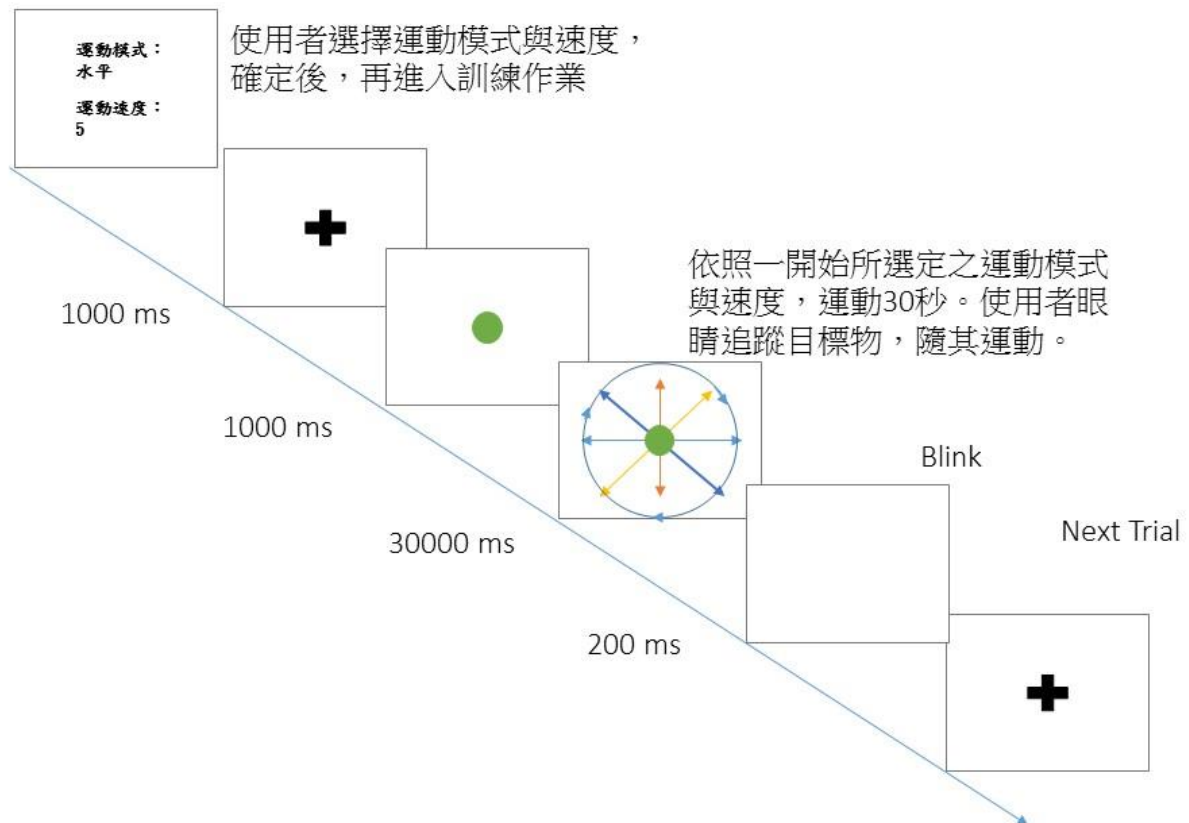 運動模式：
水平
運動速度：
5
使用者選擇運動模式與速度，
確定後，再進入訓練作業
1000 ms
依照一開始所選定之運動模式
與速度，運動30秒。使用者眼
睛追蹤目標物，隨其運動。
1000 ms
30000 ms
Blink
200 ms
Next Trial